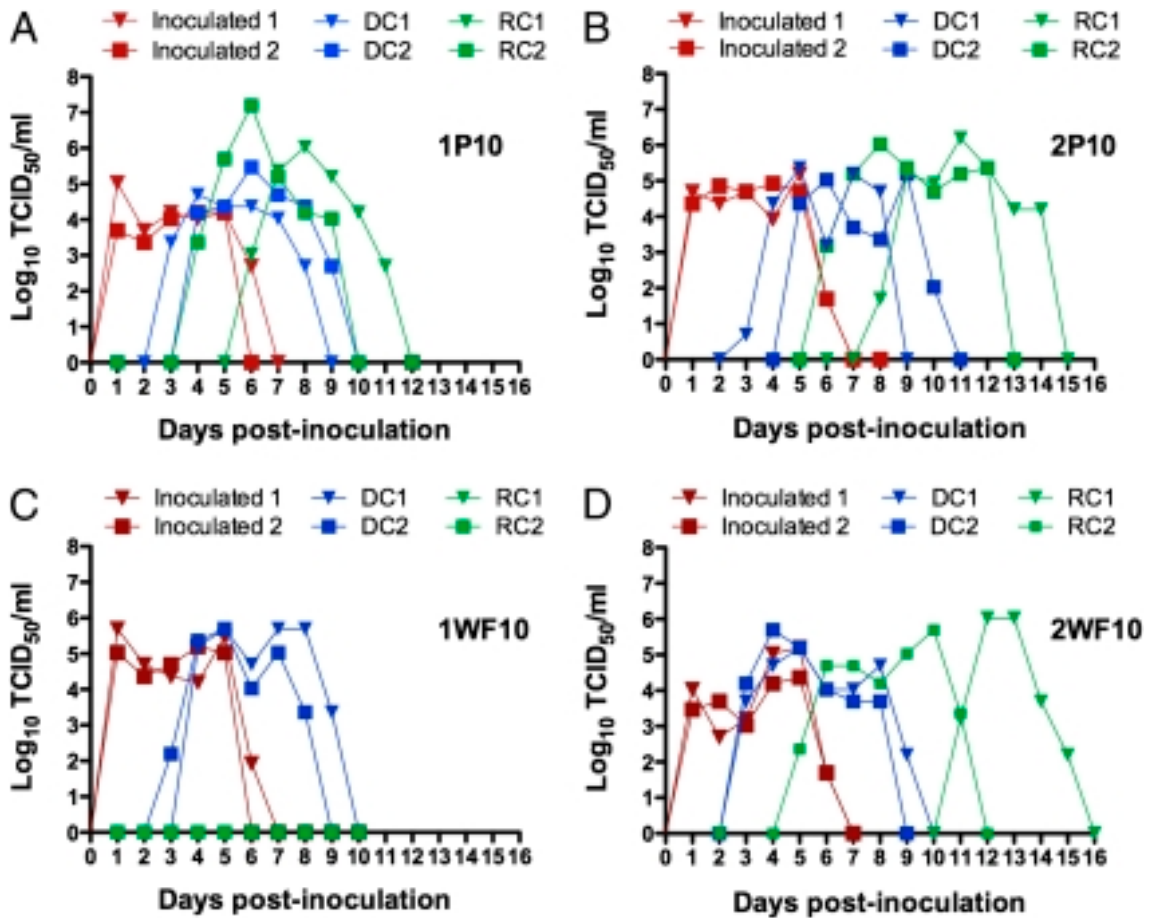 A
Inoculated 1 DC1 RC1
Inoculated 2 DC2 RC2
8
7
6
5
4
3
2
1
0
Log10 TCID50/ml
1P10
0 1 2 3 4 5 6 7 8 9 10 11 12 13 14 15 16
Days post-inoculation
B
Inoculated 1 DC1 RC1
Inoculated 2 DC2 RC2
8
7
6
5
4
3
2
1
0
Log10 TCID50/ml
2P10
0 1 2 3 4 5 6 7 8 9 10 11 12 13 14 15 16
Days post-inoculation
C
Inoculated 1 DC1 RC1
Inoculated 2 DC2 RC2
8
7
6
5
4
3
2
1
0
Log10 TCID50/ml
1WF10
0 1 2 3 4 5 6 7 8 9 10 11 12 13 14 15 16
Days post-inoculation
D
Inoculated 1 DC1 RC1
Inoculated 2 DC2 RC2
8
7
6
5
4
3
2
1
0
Log10 TCID50/ml
2WF10
0 1 2 3 4 5 6 7 8 9 10 11 12 13 14 15 16
Days post-inoculation